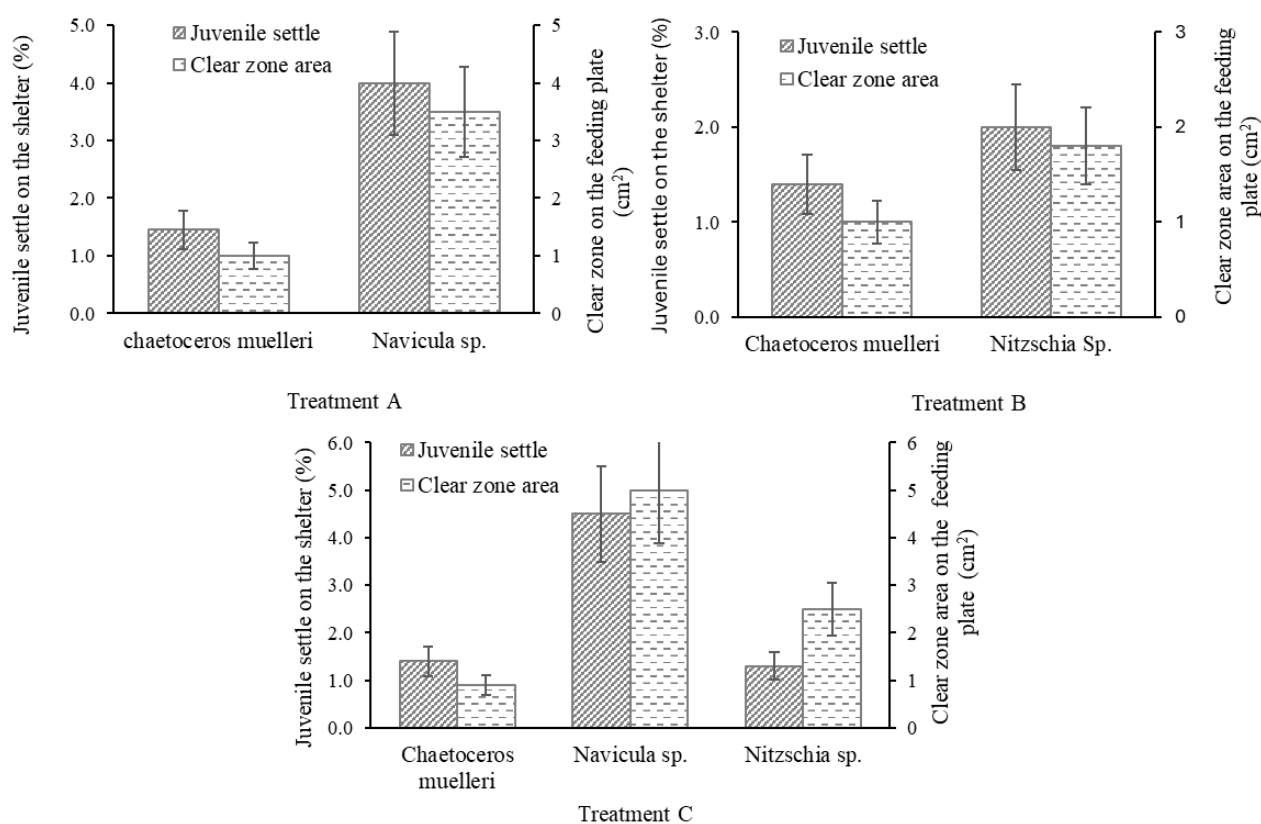 Juvenile settle on the shelter (%)
5.0
4.0
3.0
2.0
1.0
0.0
Juvenile settle
Clear zone area
5
4
3
2
1
0
Clear zone on the feeding plate
(cm²)
chaetoceros muelleri
Navicula sp.
Treatment A
Juvenile settle on the shelter (%)
3.0
2.0
1.0
0.0
Juvenile settle
Clear zone area
3
2
1
0
Clear zone area on the feeding
plate (cm²)
Chaetoceros muelleri
Nitzschia Sp.
Treatment B
Juvenile settle on the shelter (%)
6.0
5.0
4.0
3.0
2.0
1.0
0.0
Juvenile settle
Clear zone area
6
5
4
3
2
1
0
Clear zone area on the feeding
plate (cm²)
Chaetoceros
muelleri
Navicula sp.
Nitzschia sp.
Treatment C